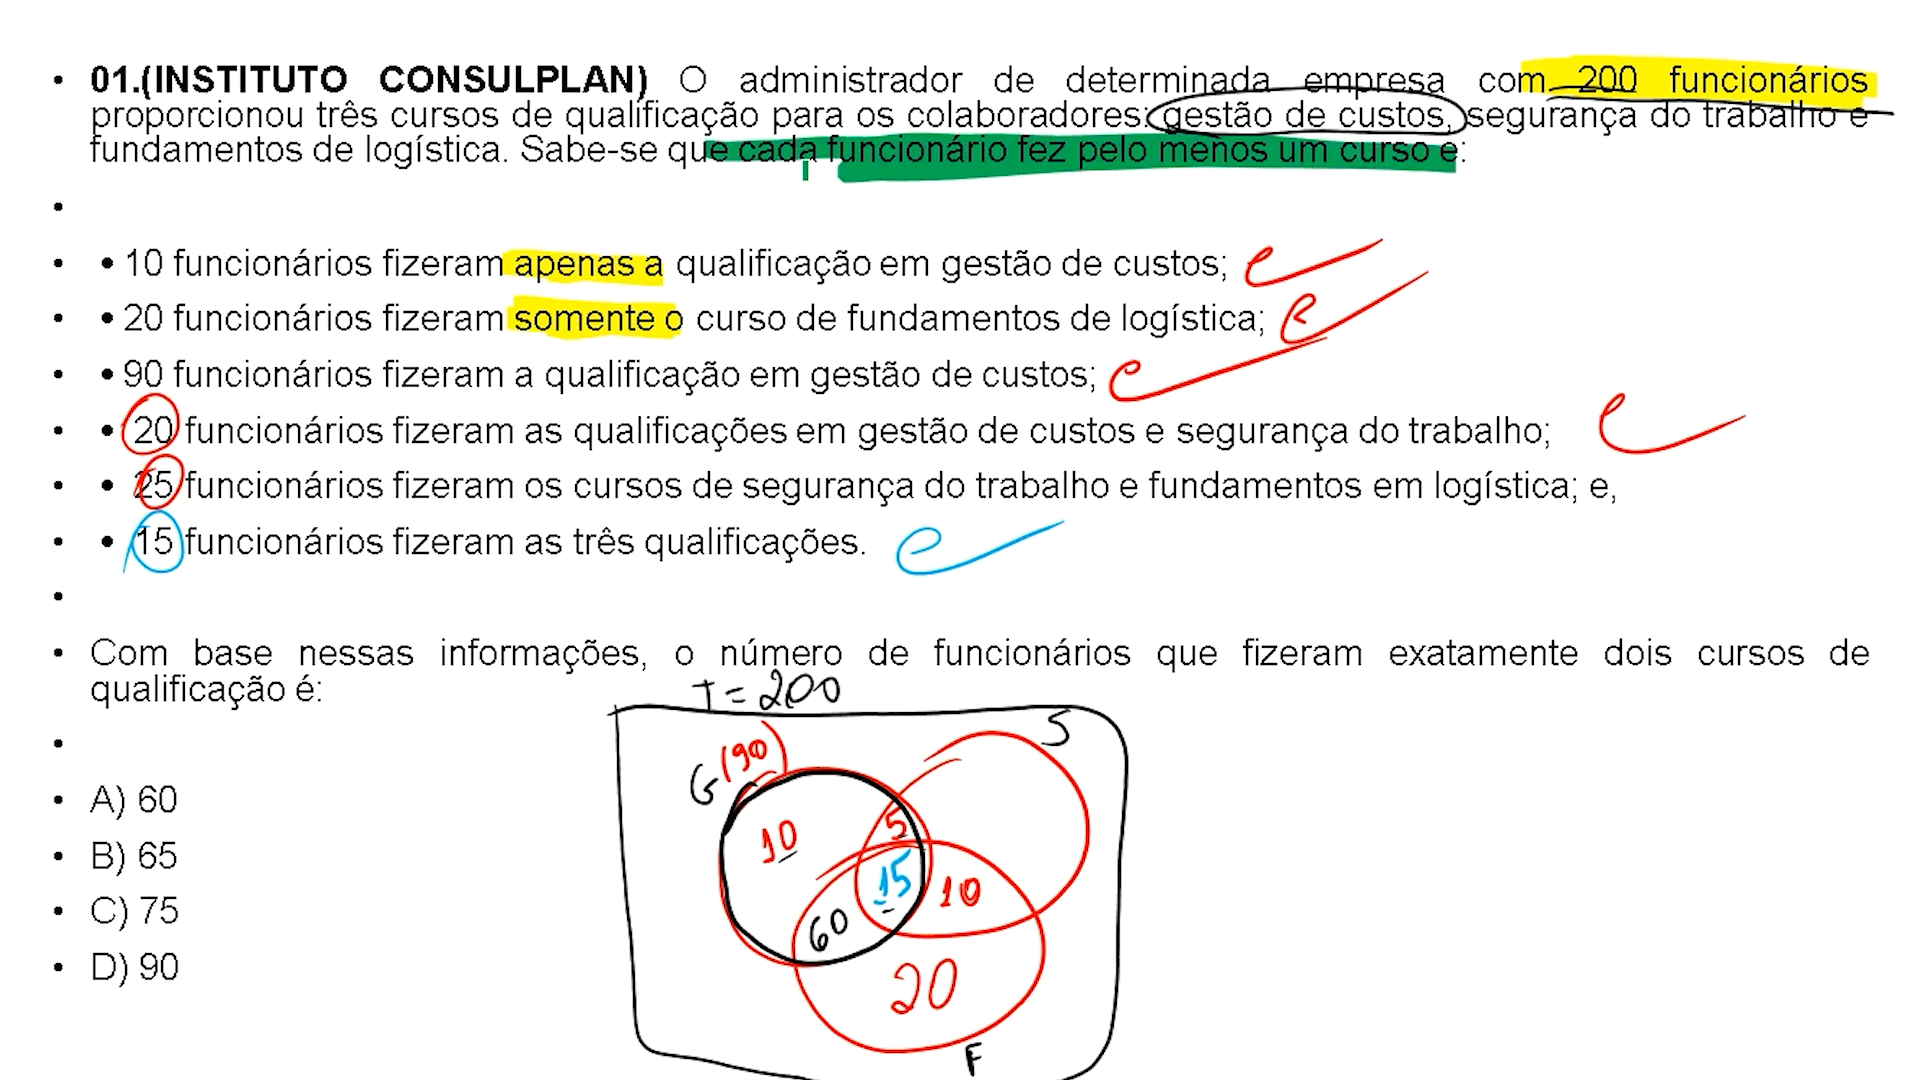 • 01.(INSTITUTO CONSULPLAN) O administrador de determinada empresa com 200 funcionários
proporcionou três cursos de qualificação para os colaboradores: gestão de custos, segurança do trabalho e
fundamentos de logística. Sabe-se que cada funcionário fez pelo menos um curso e:
•
• • 10 funcionários fizeram apenas a qualificação em gestão de custos;
• • 20 funcionários fizeram somente o curso de fundamentos de logística;
• • 90 funcionários fizeram a qualificação em gestão de custos;
• • 20 funcionários fizeram as qualificações em gestão de custos e segurança do trabalho;
• • 25 funcionários fizeram os cursos de segurança do trabalho e fundamentos em logística; e,
• • 15 funcionários fizeram as três qualificações.
•
• Com base nessas informações, o número de funcionários que fizeram exatamente dois cursos de
qualificação é:
T = 200
•
S
G (90)
• A) 60
5
10
• B) 65
15
10
• C) 75
60
• D) 90
20
F